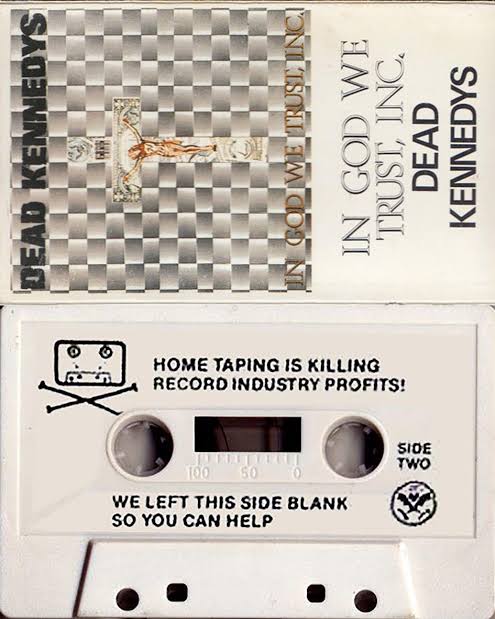 DEAD KENNEDYS
IN GOD WE TRUST, INC.
IN GOD WE
TRUST, INC.
DEAD
KENNEDYS
HOME TAPING IS KILLING
RECORD INDUSTRY PROFITS!
100 50 0
SIDE
TWO
WE LEFT THIS SIDE BLANK
SO YOU CAN HELP